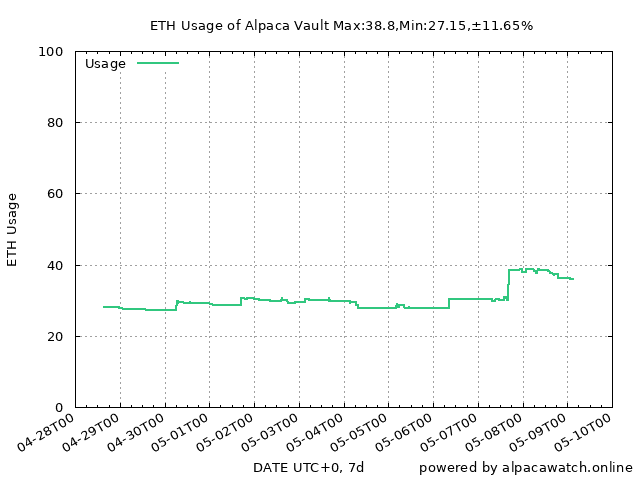 ETH Usage of Alpaca Vault Max:38.8,Min:27.15,±11.65%
Usage
100
80
60
40
20
0
ETH Usage
04-28T00
04-29T00
04-30T00
05-01T00
05-02T00
05-03T00
05-04T00
05-05T00
05-06T00
05-07T00
05-08T00
05-09T00
05-10T00
DATE UTC+0, 7d
powered by alpacawatch.online